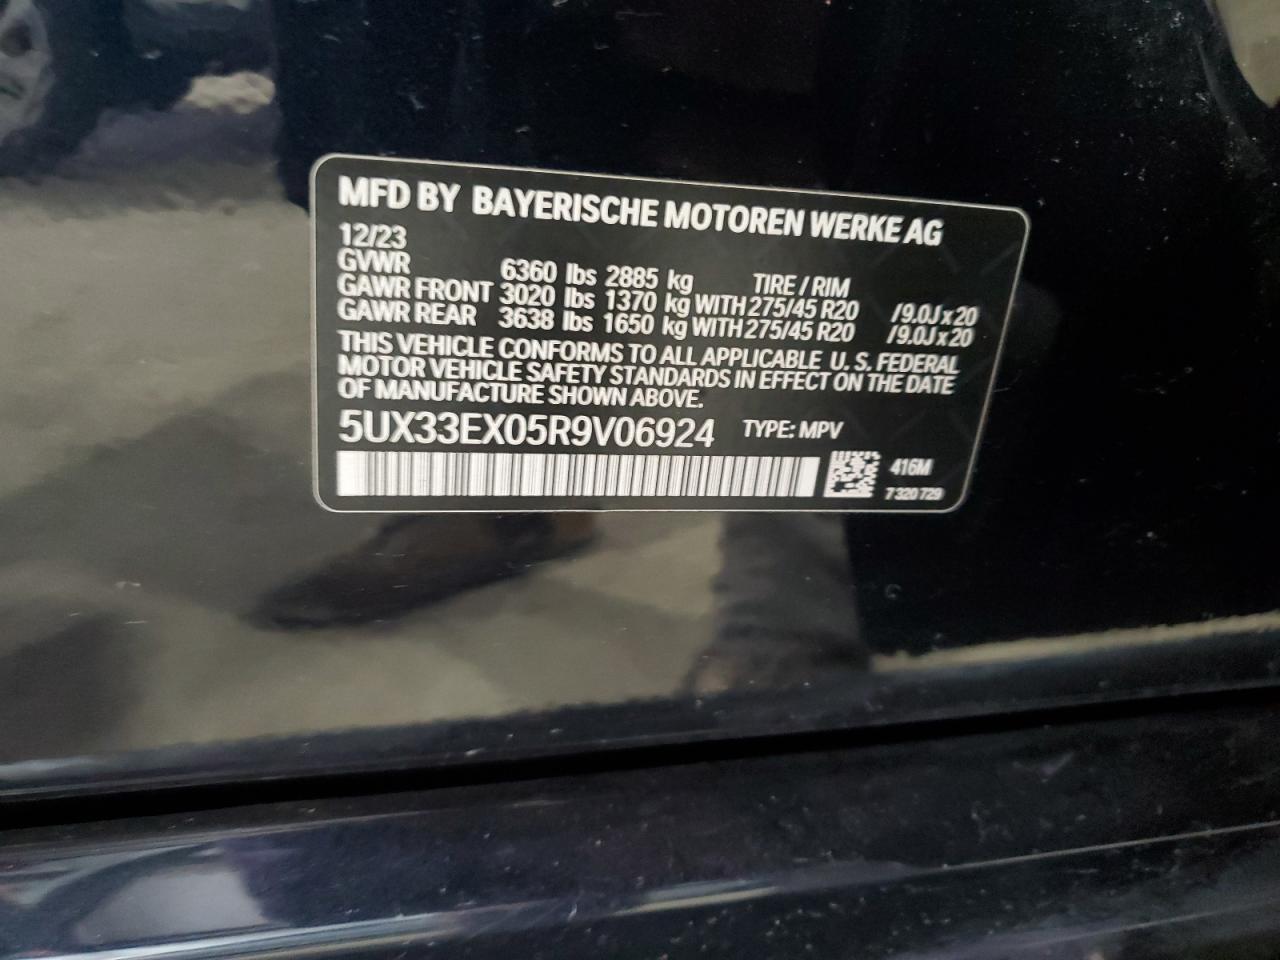 MFD BY BAYERISCHE MOTOREN WERKE AG
12/23
GVWR 6360 lbs 2885 kg TIRE / RIM
GAWR FRONT 3020 lbs 1370 kg WITH 275/45 R20 /9.0J x 20
GAWR REAR 3638 lbs 1650 kg WITH 275/45 R20 /9.0J x 20
THIS VEHICLE CONFORMS TO ALL APPLICABLE U.S. FEDERAL
MOTOR VEHICLE SAFETY STANDARDS IN EFFECT ON THE DATE
OF MANUFACTURE SHOWN ABOVE.
5UX33EX05R9V06924 TYPE: MPV
416M
7 320 729